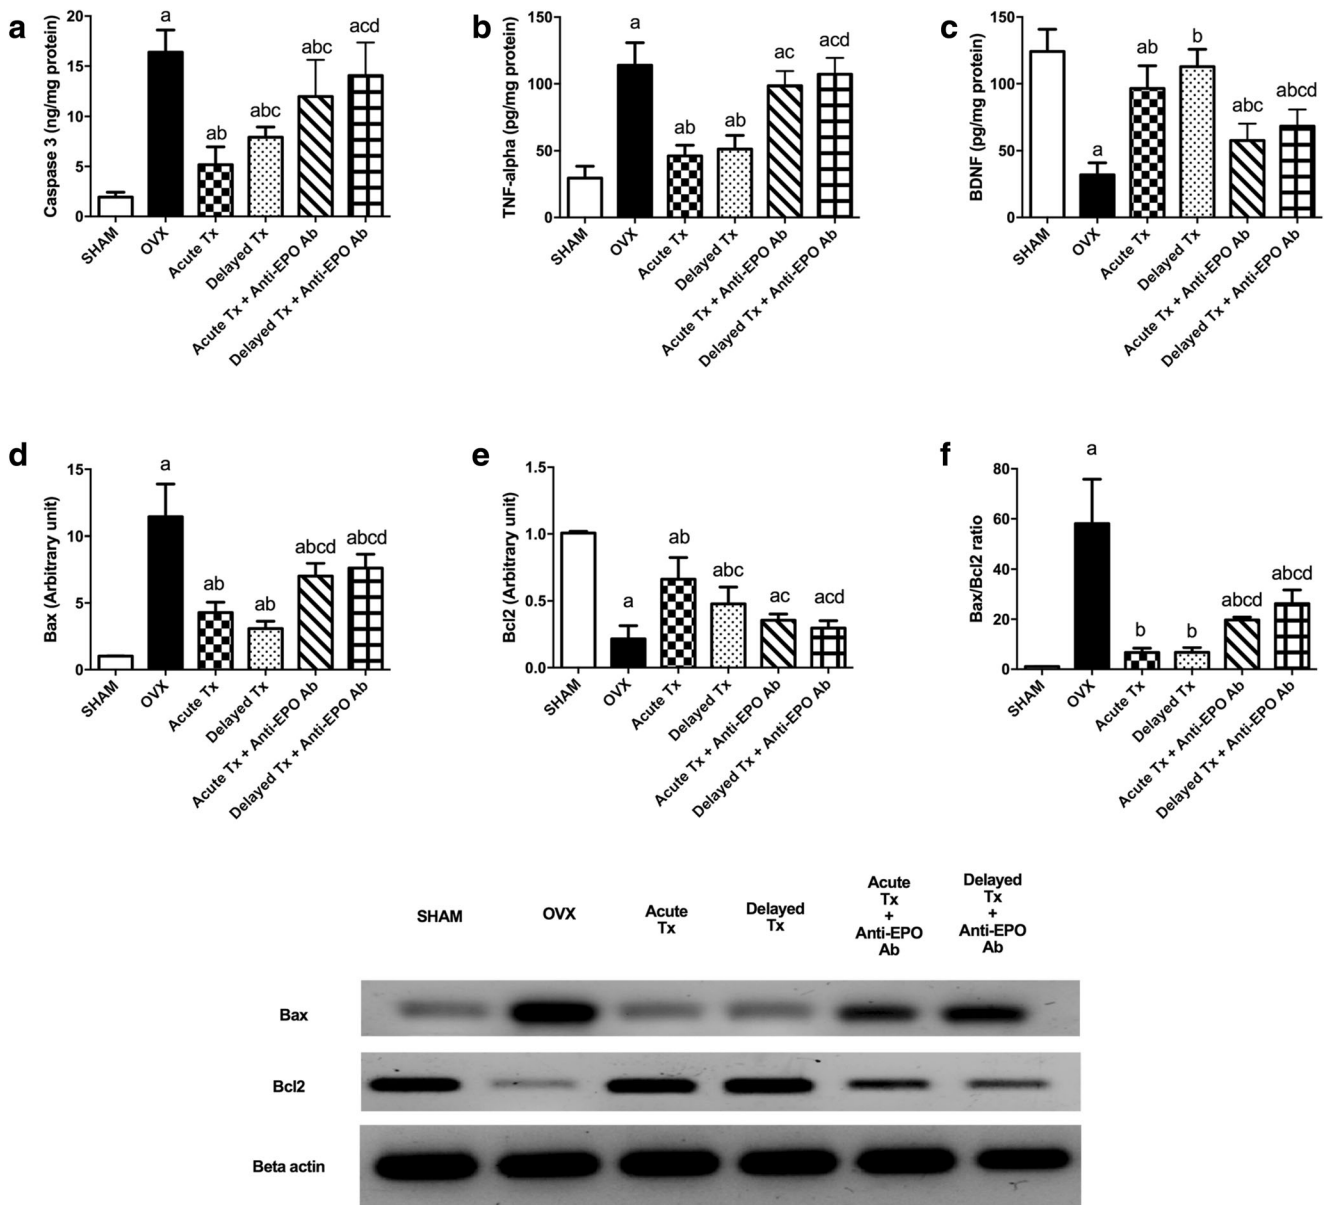 a
Caspase 3 (ng/mg protein)
20
15
10
5
0
a
ab
abc
abc
acd
SHAM
OVX
Acute Tx
Delayed Tx
Acute Tx + Anti-EPO Ab
Delayed Tx + Anti-EPO Ab
b
TNF-alpha (pg/mg protein)
150
100
50
0
a
ab
ab
ac
acd
SHAM
OVX
Acute Tx
Delayed Tx
Acute Tx + Anti-EPO Ab
Delayed Tx + Anti-EPO Ab
c
BDNF (pg/mg protein)
150
100
50
0
a
ab
b
abc
abcd
SHAM
OVX
Acute Tx
Delayed Tx
Acute Tx + Anti-EPO Ab
Delayed Tx + Anti-EPO Ab
d
Bax (Arbitrary unit)
15
10
5
0
a
ab
ab
abcd
abcd
SHAM
OVX
Acute Tx
Delayed Tx
Acute Tx + Anti-EPO Ab
Delayed Tx + Anti-EPO Ab
e
Bcl2 (Arbitrary unit)
1.5
1.0
0.5
0.0
a
ab
abc
ac
acd
SHAM
OVX
Acute Tx
Delayed Tx
Acute Tx + Anti-EPO Ab
Delayed Tx + Anti-EPO Ab
f
Bax/Bcl2 ratio
80
60
40
20
0
a
b
b
abcd
abcd
SHAM
OVX
Acute Tx
Delayed Tx
Acute Tx + Anti-EPO Ab
Delayed Tx + Anti-EPO Ab
SHAM
OVX
Acute
Tx
Delayed
Tx
Acute
Tx
+
Anti-EPO
Ab
Delayed
Tx
+
Anti-EPO
Ab
Bax
Bcl2
Beta actin